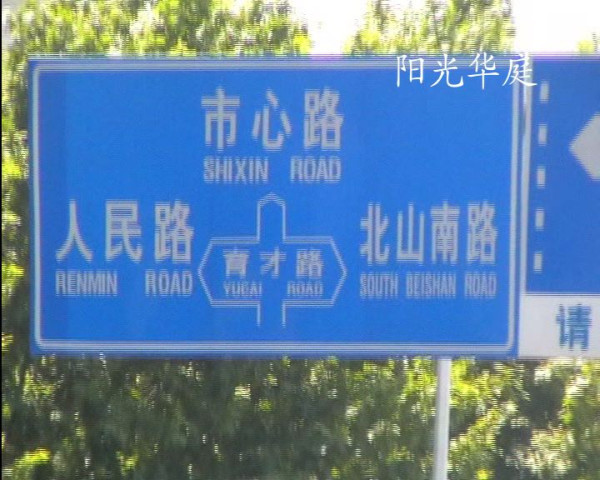 阳光华庭
市心路
SHIXIN ROAD
人民路
RENMIN ROAD
育才路
YUCAI ROAD
北山南路
SOUTH BEISHAN ROAD
请